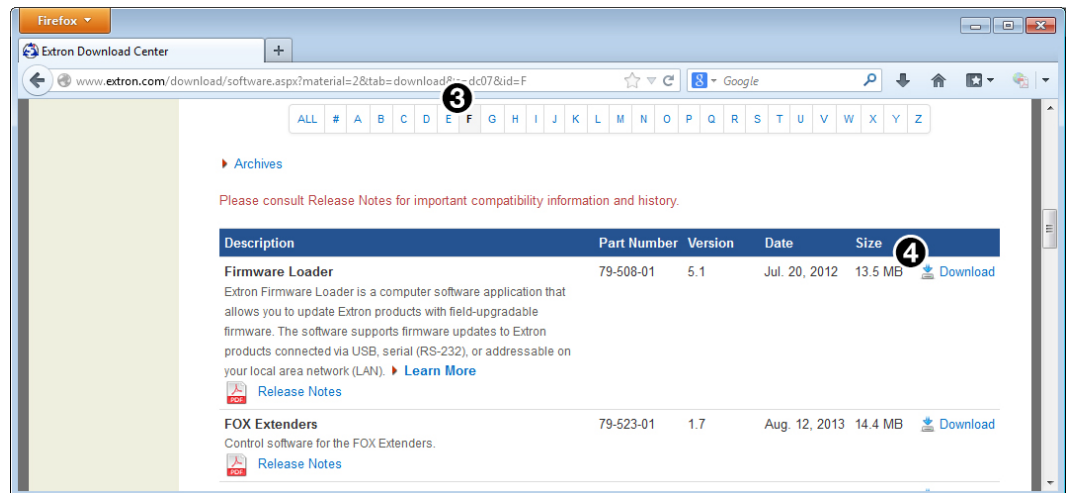 Firefox
Extron Download Center
+
www.extron.com/download/software.aspx?material=2&tab=download&s=dc07&id=F
8 Google
3
ALL # A B C D E F G H I J K L M N O P Q R S T U V W X Y Z
Archives
Please consult Release Notes for important compatibility information and history.
Description Part Number Version Date Size
4
Firmware Loader 79-508-01 5.1 Jul. 20, 2012 13.5 MB Download
Extron Firmware Loader is a computer software application that
allows you to update Extron products with field-upgradable
firmware. The software supports firmware updates to Extron
products connected via USB, serial (RS-232), or addressable on
your local area network (LAN). Learn More
PDF Release Notes
FOX Extenders 79-523-01 1.7 Aug. 12, 2013 14.4 MB Download
Control software for the FOX Extenders.
PDF Release Notes